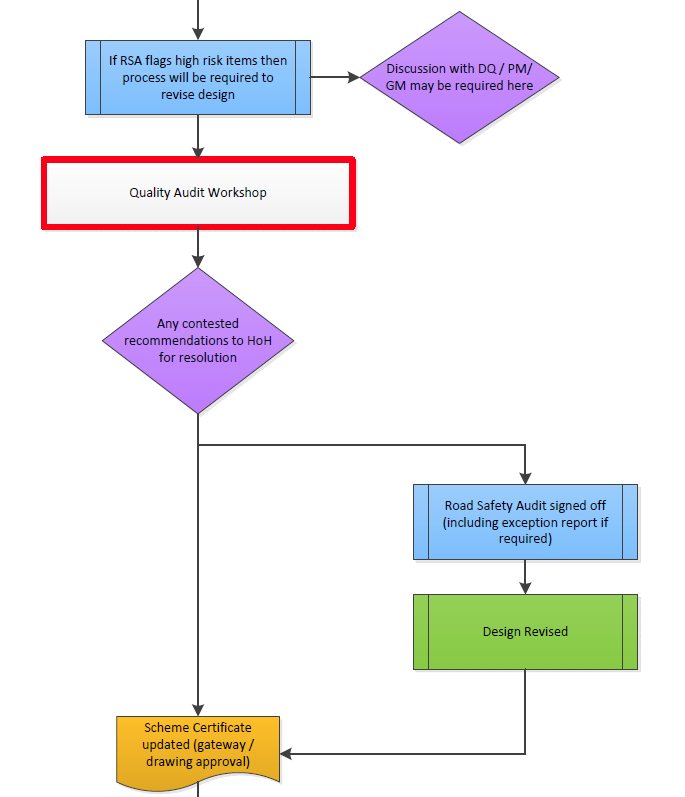 If RSA flags high risk items then
process will be required to
revise design
Discussion with DQ / PM/
GM may be required here
Quality Audit Workshop
Any contested
recommendations to HoH
for resolution
Road Safety Audit signed off
(including exception report if
required)
Design Revised
Scheme Certificate
updated (gateway /
drawing approval)